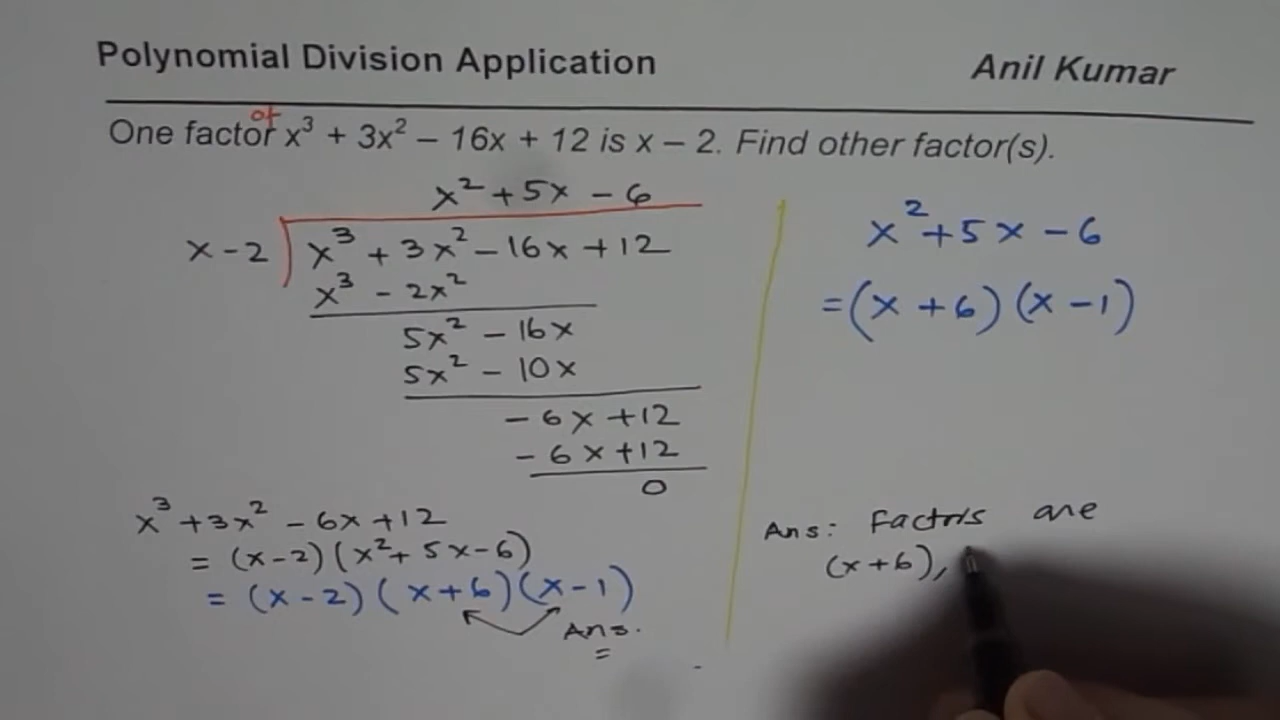 Polynomial Division Application Anil Kumar
One factor of x³ + 3x² – 16x + 12 is x – 2. Find other factor(s).
x² + 5x - 6
x - 2 ) x³ + 3x² - 16x + 12
x³ - 2x²
5x² - 16x
5x² - 10x
- 6x + 12
- 6x + 12
0
x³ + 3x² - 6x + 12
= (x-2)(x² + 5x - 6)
= (x-2)(x+6)(x-1)
Ans.
x² + 5x - 6
= (x + 6)(x - 1)
Ans: Factors are
(x+6),